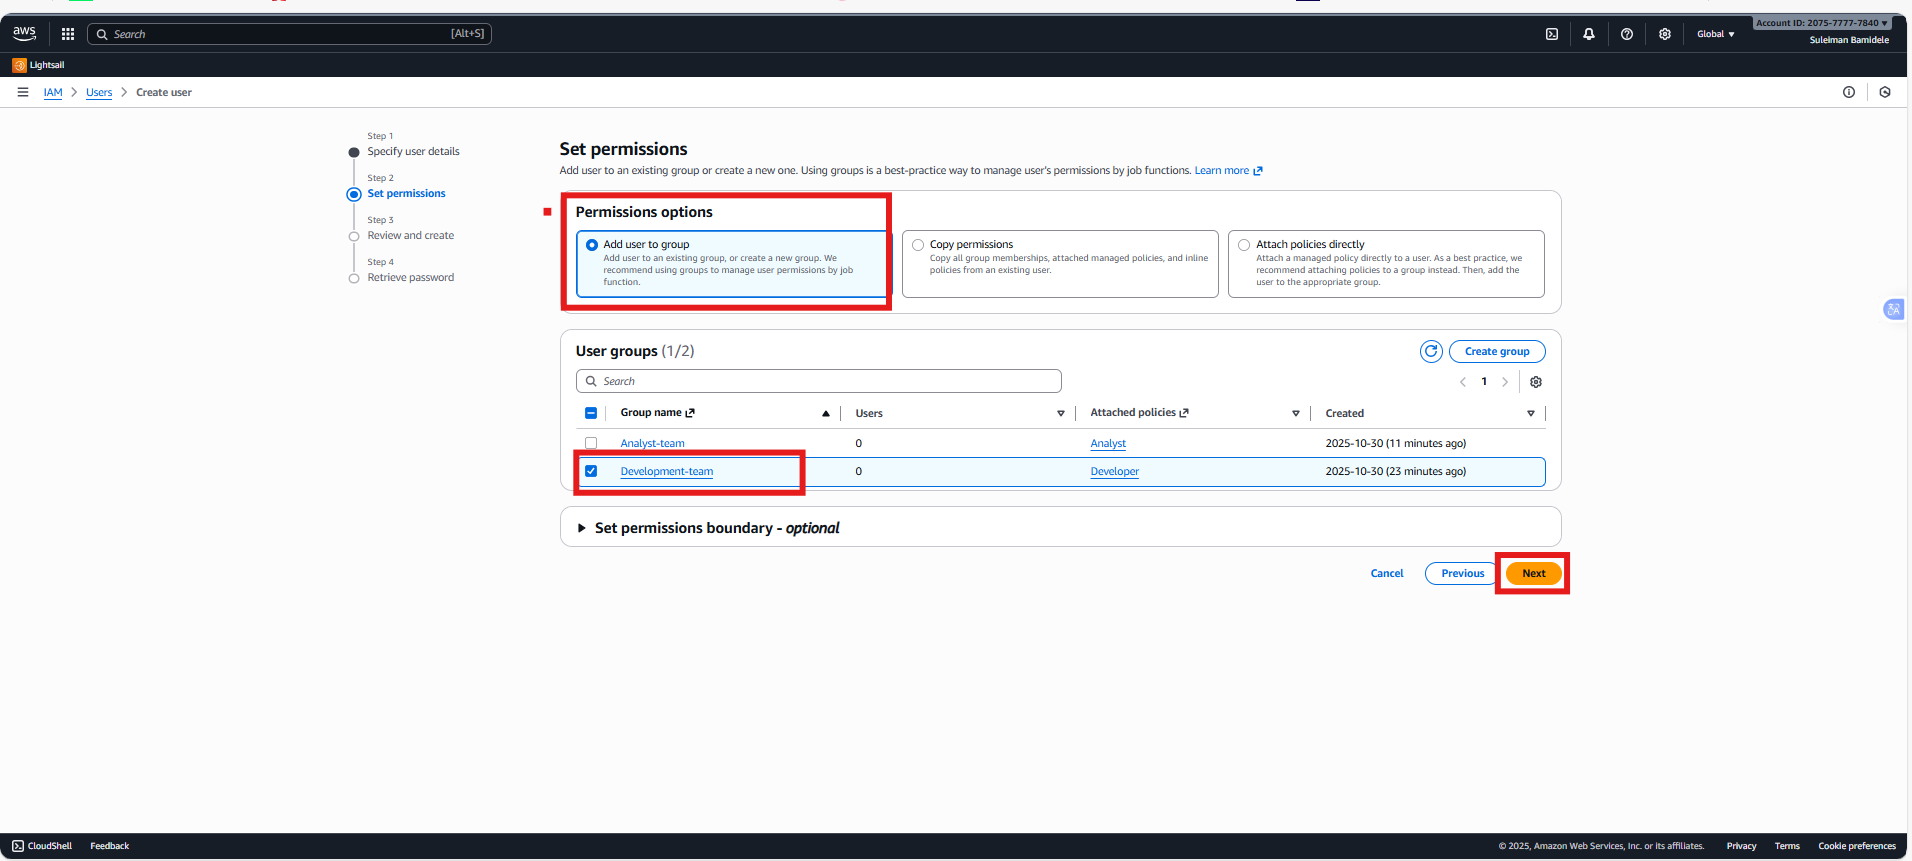 aws
Search
[Alt+S]
Global
Account ID: 2075-7777-7840
Suleiman Bamidele
Lightsail
IAM
Users
Create user
Step 1
Specify user details
Step 2
Set permissions
Step 3
Review and create
Step 4
Retrieve password
Set permissions
Add user to an existing group or create a new one. Using groups is a best-practice way to manage user's permissions by job functions. Learn more
Permissions options
Add user to group
Add user to an existing group, or create a new group. We
recommend using groups to manage user permissions by job
function.
Copy permissions
Copy all group memberships, attached managed policies, and inline
policies from an existing user.
Attach policies directly
Attach a managed policy directly to a user. As a best practice, we
recommend attaching policies to a group instead. Then, add the
user to the appropriate group.
User groups (1/2)
Create group
Search
1
Group name Users Attached policies Created
Analyst-team 0 Analyst 2025-10-30 (11 minutes ago)
Development-team 0 Developer 2025-10-30 (23 minutes ago)
Set permissions boundary - optional
Cancel
Previous
Next
CloudShell
Feedback
© 2025, Amazon Web Services, Inc. or its affiliates.
Privacy
Terms
Cookie preferences